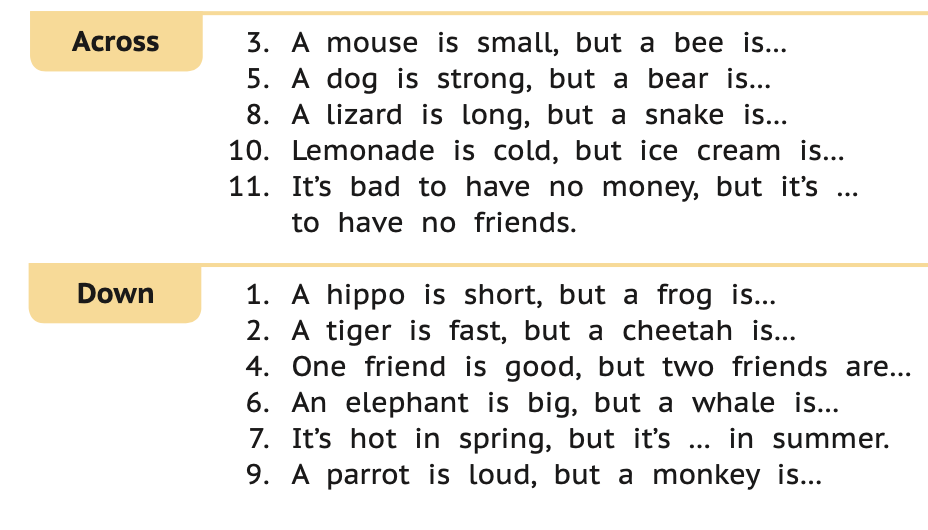 Across
3. A mouse is small, but a bee is...
5. A dog is strong, but a bear is...
8. A lizard is long, but a snake is...
10. Lemonade is cold, but ice cream is...
11. It's bad to have no money, but it's ...
to have no friends.
Down
1. A hippo is short, but a frog is...
2. A tiger is fast, but a cheetah is...
4. One friend is good, but two friends are...
6. An elephant is big, but a whale is...
7. It's hot in spring, but it's ... in summer.
9. A parrot is loud, but a monkey is...